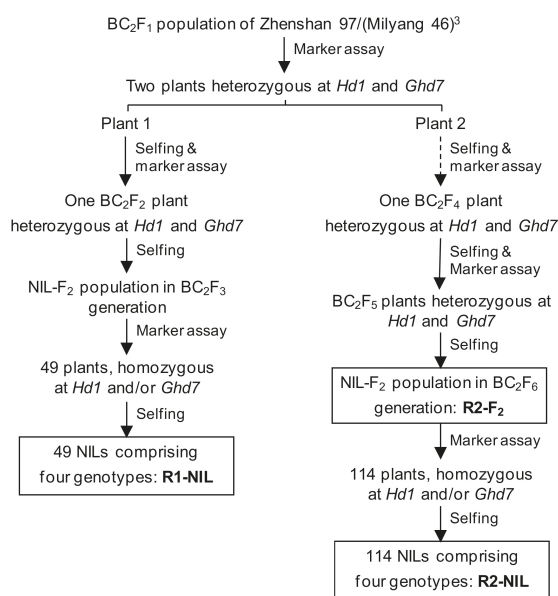 BC₂F₁ population of Zhenshan 97/(Milyang 46)³
Marker assay
Two plants heterozygous at Hd1 and Ghd7
Plant 1
Selfing &
marker assay
One BC₂F₂ plant
heterozygous at Hd1 and Ghd7
Selfing
NIL-F₂ population in BC₂F₃
generation
Marker assay
49 plants, homozygous
at Hd1 and/or Ghd7
Selfing
49 NILs comprising
four genotypes: R1-NIL
Plant 2
Selfing &
marker assay
One BC₂F₄ plant
heterozygous at Hd1 and Ghd7
Selfing &
Marker assay
BC₂F₅ plants heterozygous at
Hd1 and Ghd7
Selfing
NIL-F₂ population in BC₂F₆
generation: R2-F₂
Marker assay
114 plants, homozygous
at Hd1 and/or Ghd7
Selfing
114 NILs comprising
four genotypes: R2-NIL